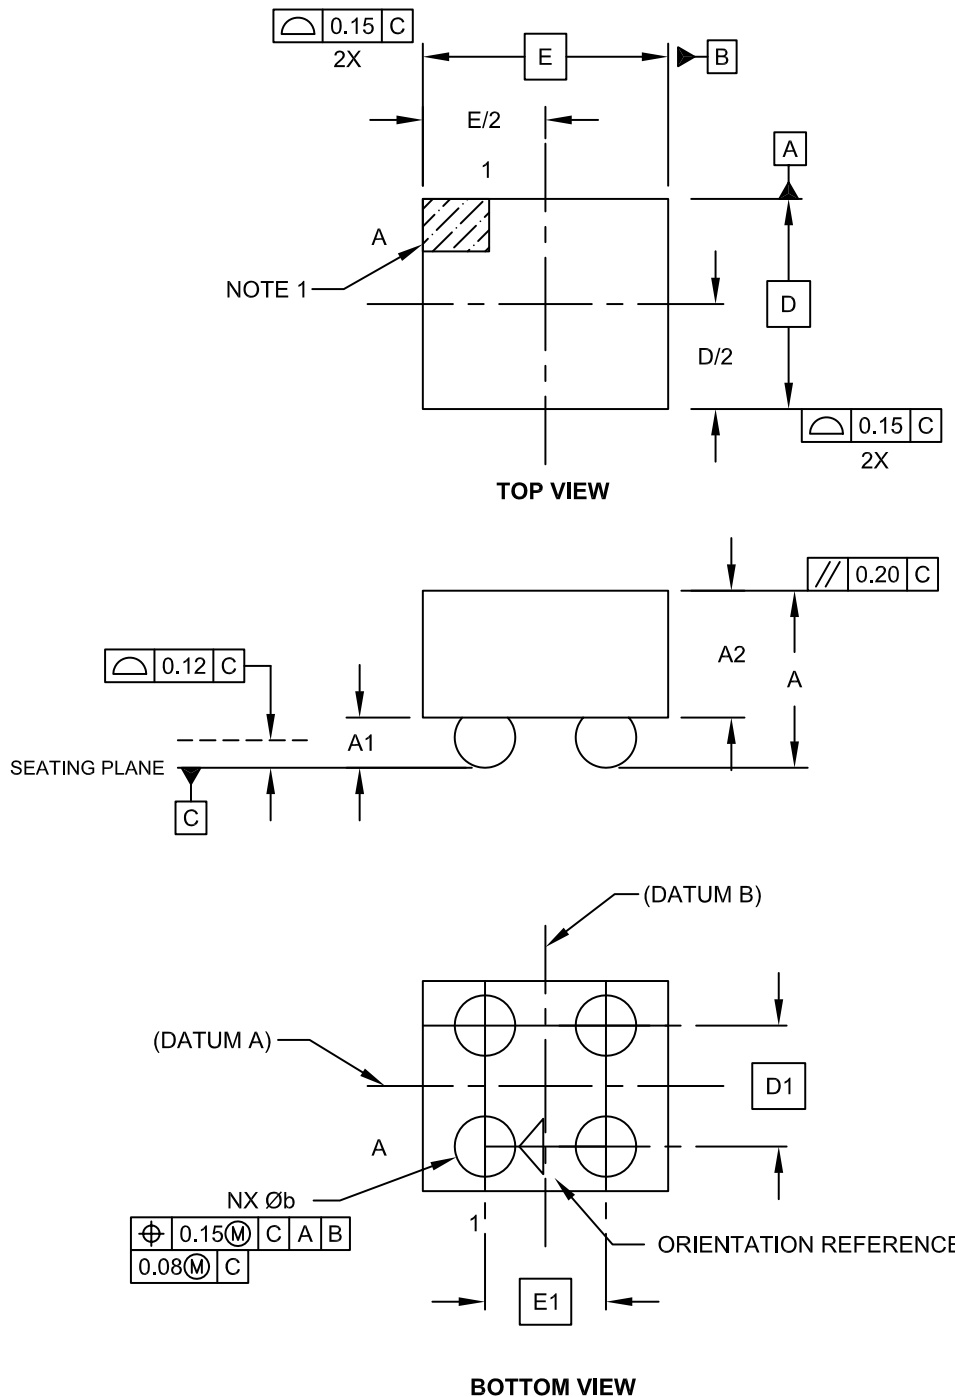 0.15 C
2X
E
B
E/2
1
A
A
NOTE 1
D
D/2
0.15 C
2X
TOP VIEW
// 0.20 C
A2
A
0.12 C
A1
SEATING PLANE
C
(DATUM B)
(DATUM A)
D1
A
NX Øb
1
⌖ 0.15Ⓜ C A B
0.08Ⓜ C
ORIENTATION REFERENCE
E1
BOTTOM VIEW